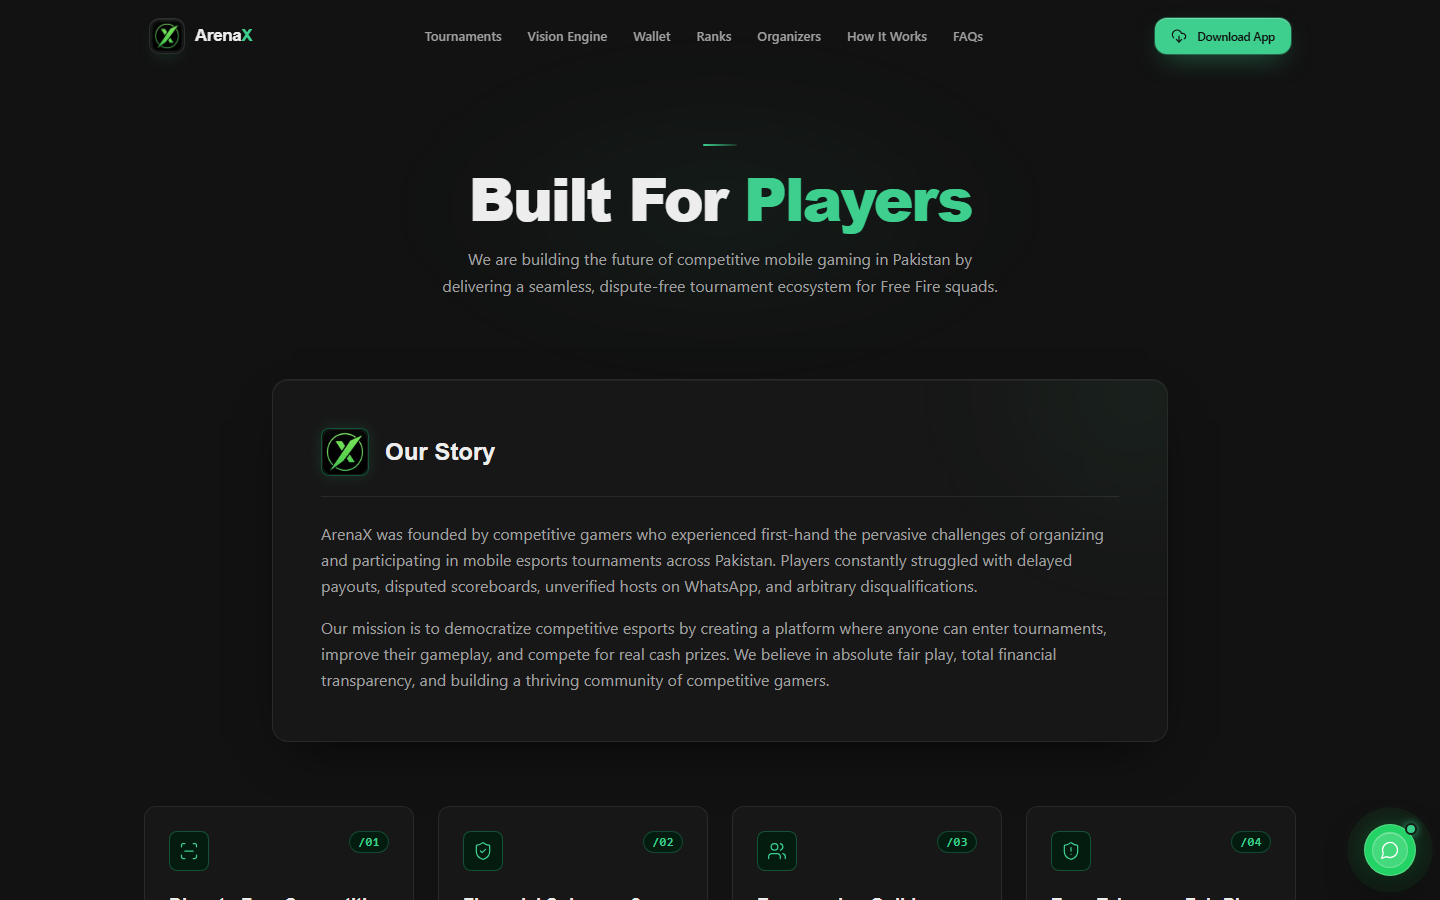 ArenaX
Tournaments
Vision Engine
Wallet
Ranks
Organizers
How It Works
FAQs
Download App
Built For Players
We are building the future of competitive mobile gaming in Pakistan by
delivering a seamless, dispute-free tournament ecosystem for Free Fire squads.
Our Story
ArenaX was founded by competitive gamers who experienced first-hand the pervasive challenges of organizing
and participating in mobile esports tournaments across Pakistan. Players constantly struggled with delayed
payouts, disputed scoreboards, unverified hosts on WhatsApp, and arbitrary disqualifications.
Our mission is to democratize competitive esports by creating a platform where anyone can enter tournaments,
improve their gameplay, and compete for real cash prizes. We believe in absolute fair play, total financial
transparency, and building a thriving community of competitive gamers.
/01
/02
/03
/04